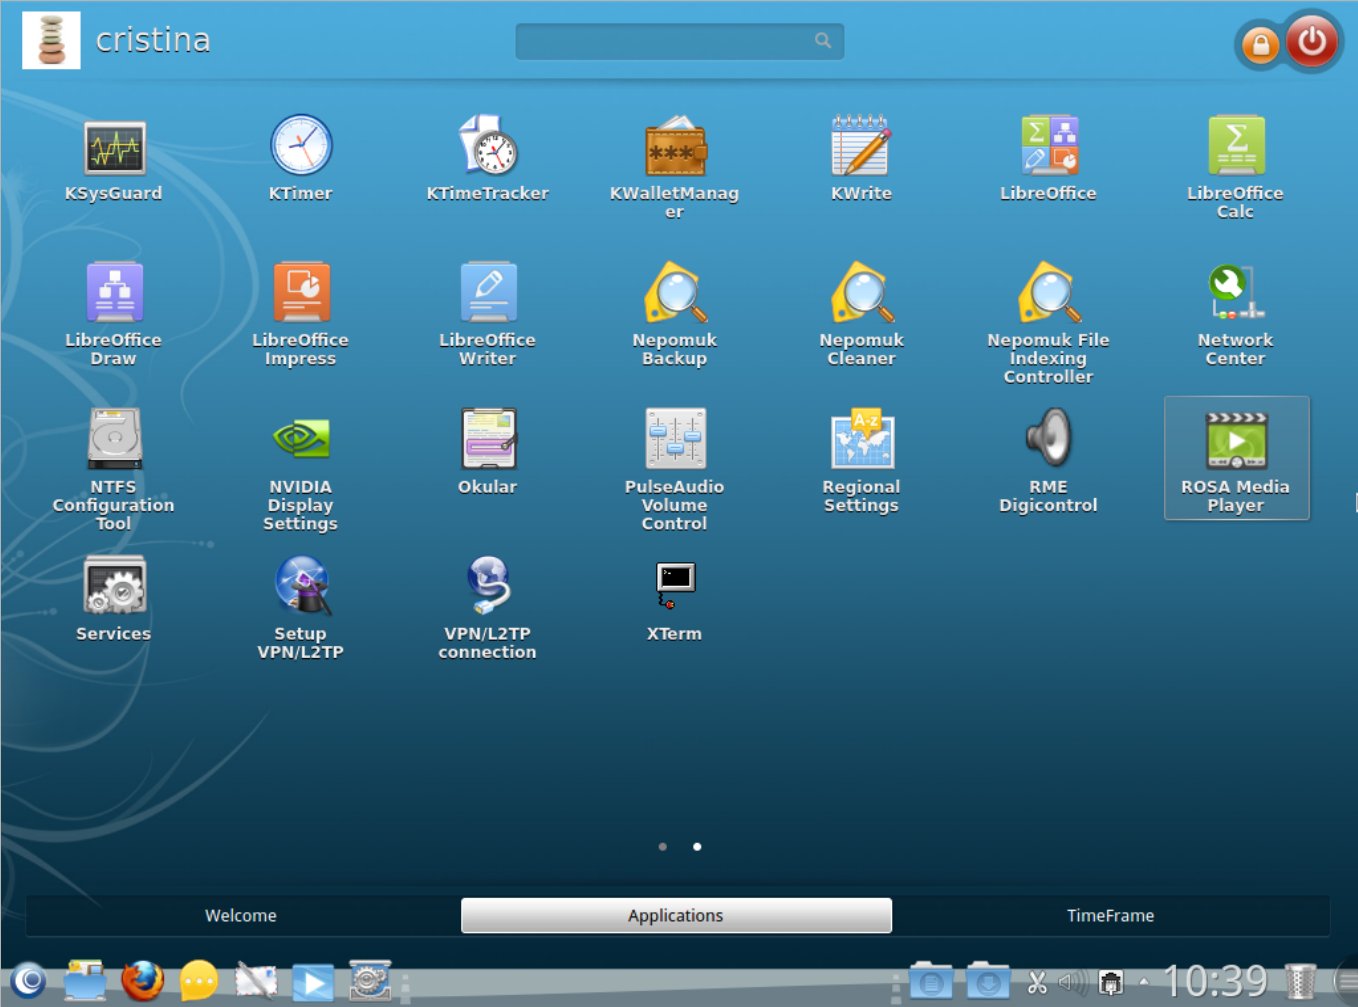 cristina
KSysGuard
KTimer
KTimeTracker
KWalletManag
er
KWrite
LibreOffice
LibreOffice
Calc
LibreOffice
Draw
LibreOffice
Impress
LibreOffice
Writer
Nepomuk
Backup
Nepomuk
Cleaner
Nepomuk File
Indexing
Controller
Network
Center
NTFS
Configuration
Tool
NVIDIA
Display
Settings
Okular
PulseAudio
Volume
Control
A-z
Regional
Settings
RME
Digicontrol
ROSA Media
Player
Services
Setup
VPN/L2TP
VPN/L2TP
connection
XTerm
Welcome
Applications
TimeFrame
10:39